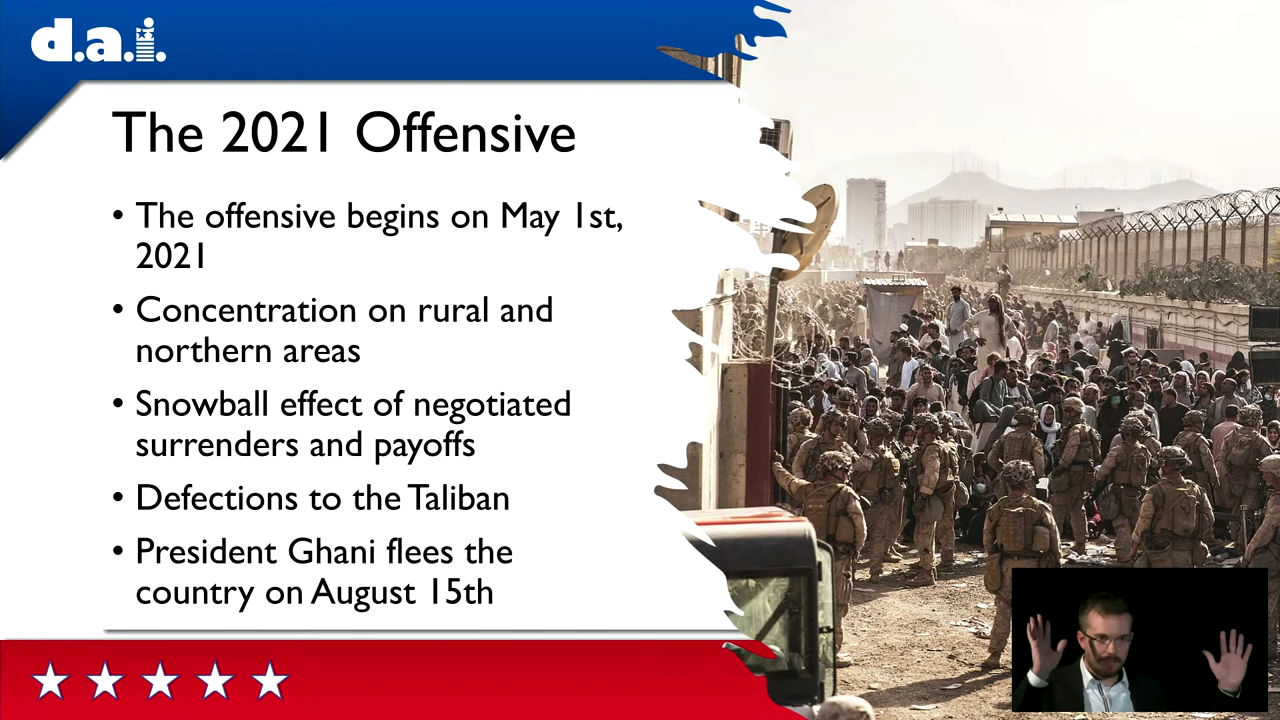 d.a.i.
The 2021 Offensive
• The offensive begins on May 1st,
2021
• Concentration on rural and
northern areas
• Snowball effect of negotiated
surrenders and payoffs
• Defections to the Taliban
• President Ghani flees the
country on August 15th